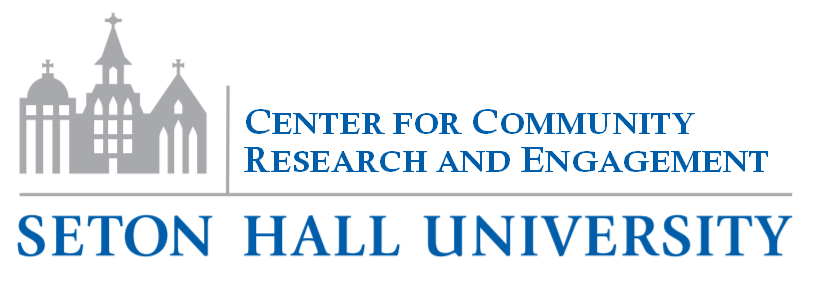 CENTER FOR COMMUNITY
RESEARCH AND ENGAGEMENT
SETON HALL UNIVERSITY